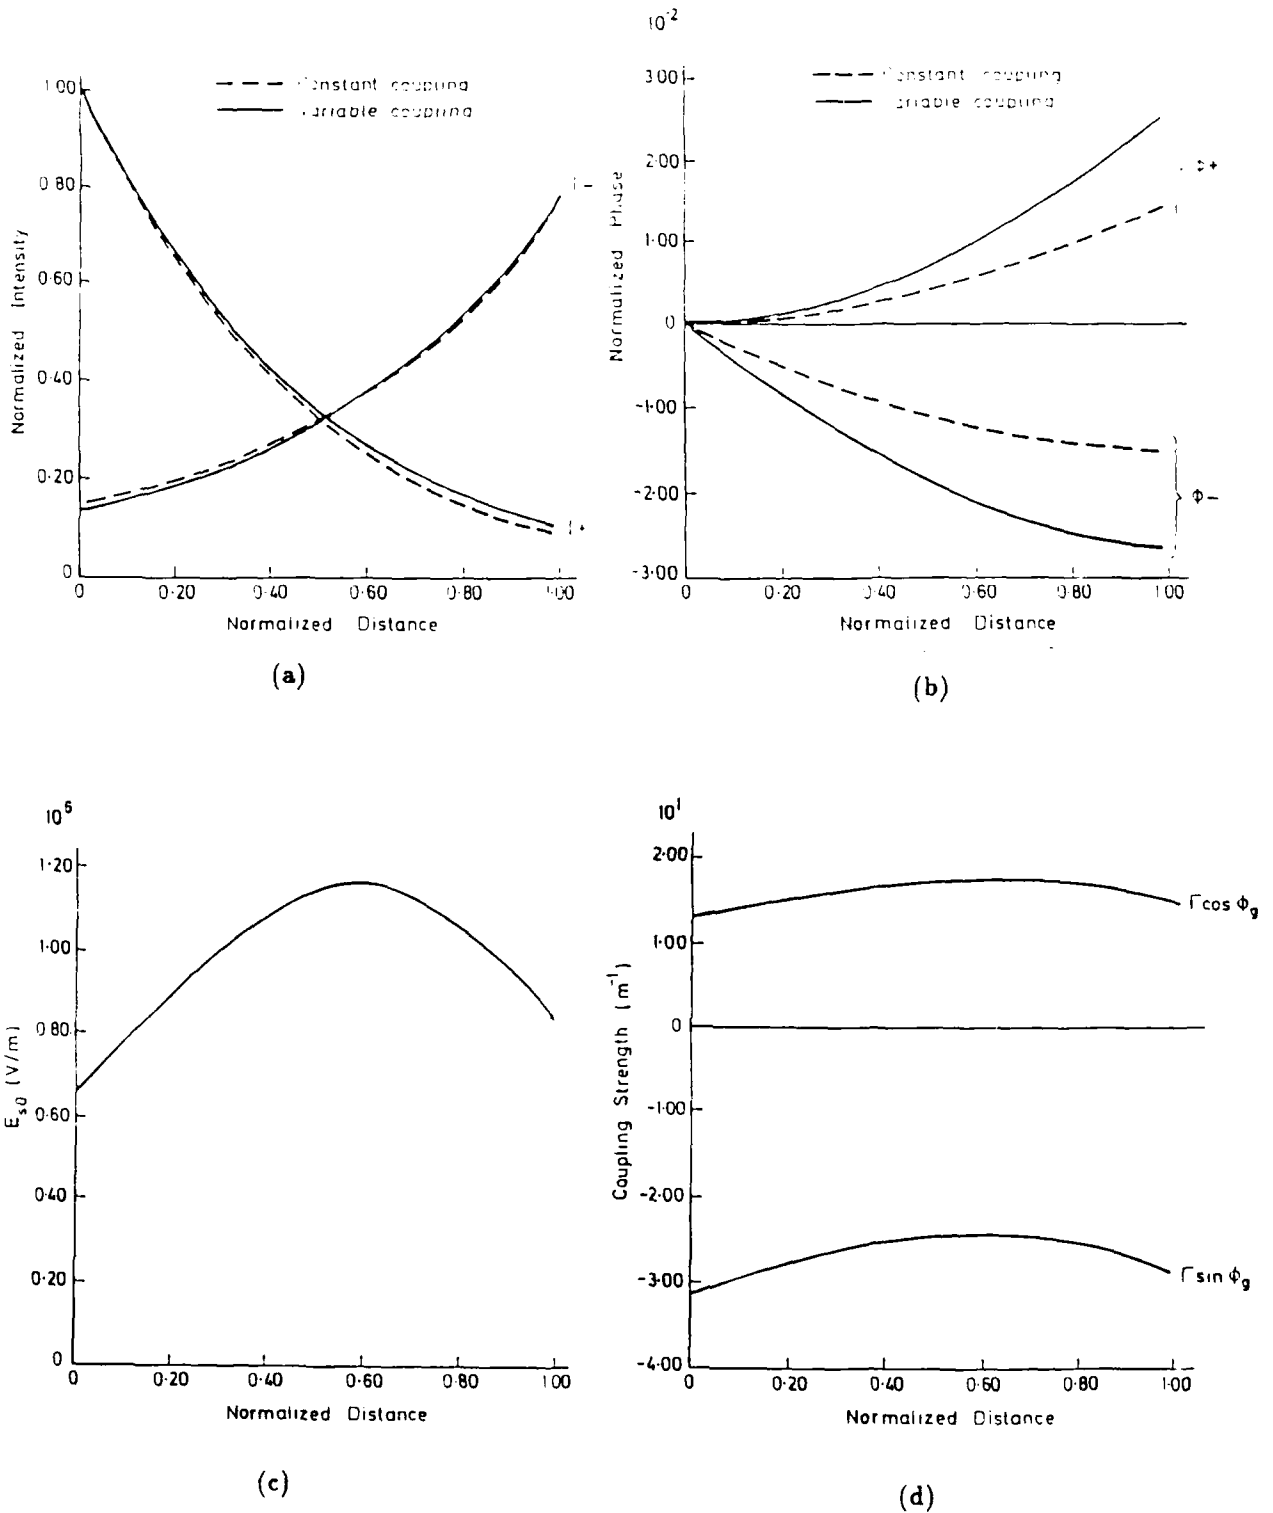 1·00
0·80
0·60
0·40
0·20
0
Normalized Intensity
Constant coupling
Variable coupling
I-
I+
0 0·20 0·40 0·60 0·80 1·00
Normalized Distance
(a)
10⁻²
3·00
2·00
1·00
0
-1·00
-2·00
-3·00
Normalized Phase
Constant coupling
Variable coupling
Φ+
Φ-
0 0·20 0·40 0·60 0·80 1·00
Normalized Distance
(b)
1·20
1·00
0·80
0·60
0·40
0·20
0
E_s0 (V/m)
0 0·20 0·40 0·60 0·80 1·00
Normalized Distance
(c)
10¹
2·00
1·00
0
-1·00
-2·00
-3·00
-4·00
Coupling Strength (m⁻¹)
Γcos Φ_g
Γsin Φ_g
0 0·20 0·40 0·60 0·80 1·00
Normalized Distance
(d)